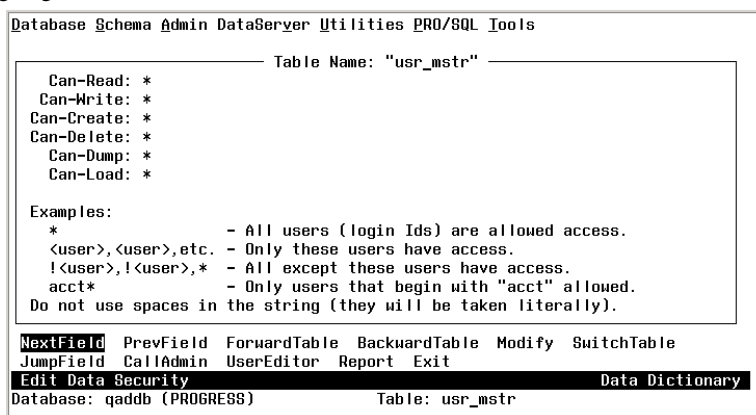 Database Schema Admin DataServer Utilities PRO/SQL Tools
Table Name: "usr_mstr"
Can-Read: *
Can-Write: *
Can-Create: *
Can-Delete: *
Can-Dump: *
Can-Load: *
Examples:
* - All users (login Ids) are allowed access.
<user>,<user>,etc. - Only these users have access.
!<user>,!<user>,* - All except these users have access.
acct* - Only users that begin with "acct" allowed.
Do not use spaces in the string (they will be taken literally).
NextField PrevField ForwardTable BackwardTable Modify SwitchTable
JumpField CallAdmin UserEditor Report Exit
Edit Data Security Data Dictionary
Database: qaddb (PROGRESS) Table: usr_mstr